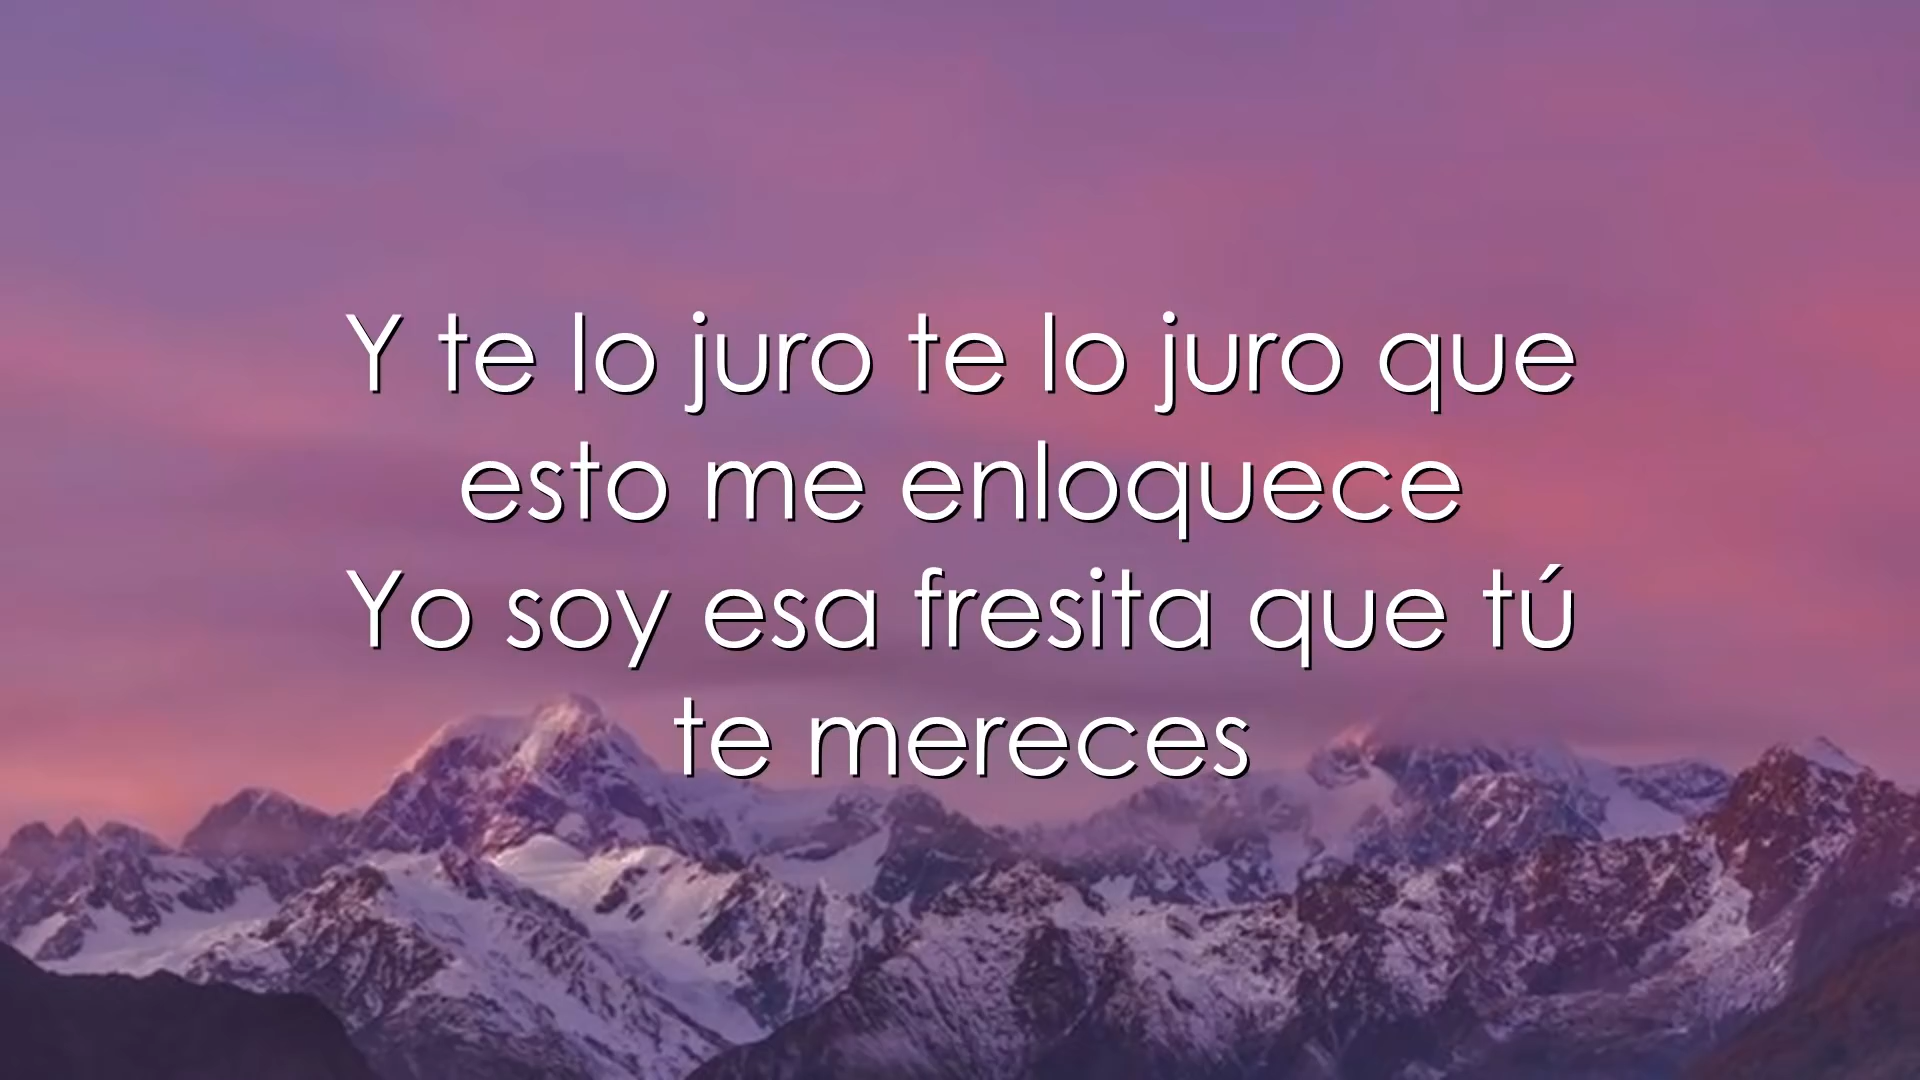 Y te lo juro te lo juro que
esto me enloquece
Yo soy esa fresita que tú
te mereces